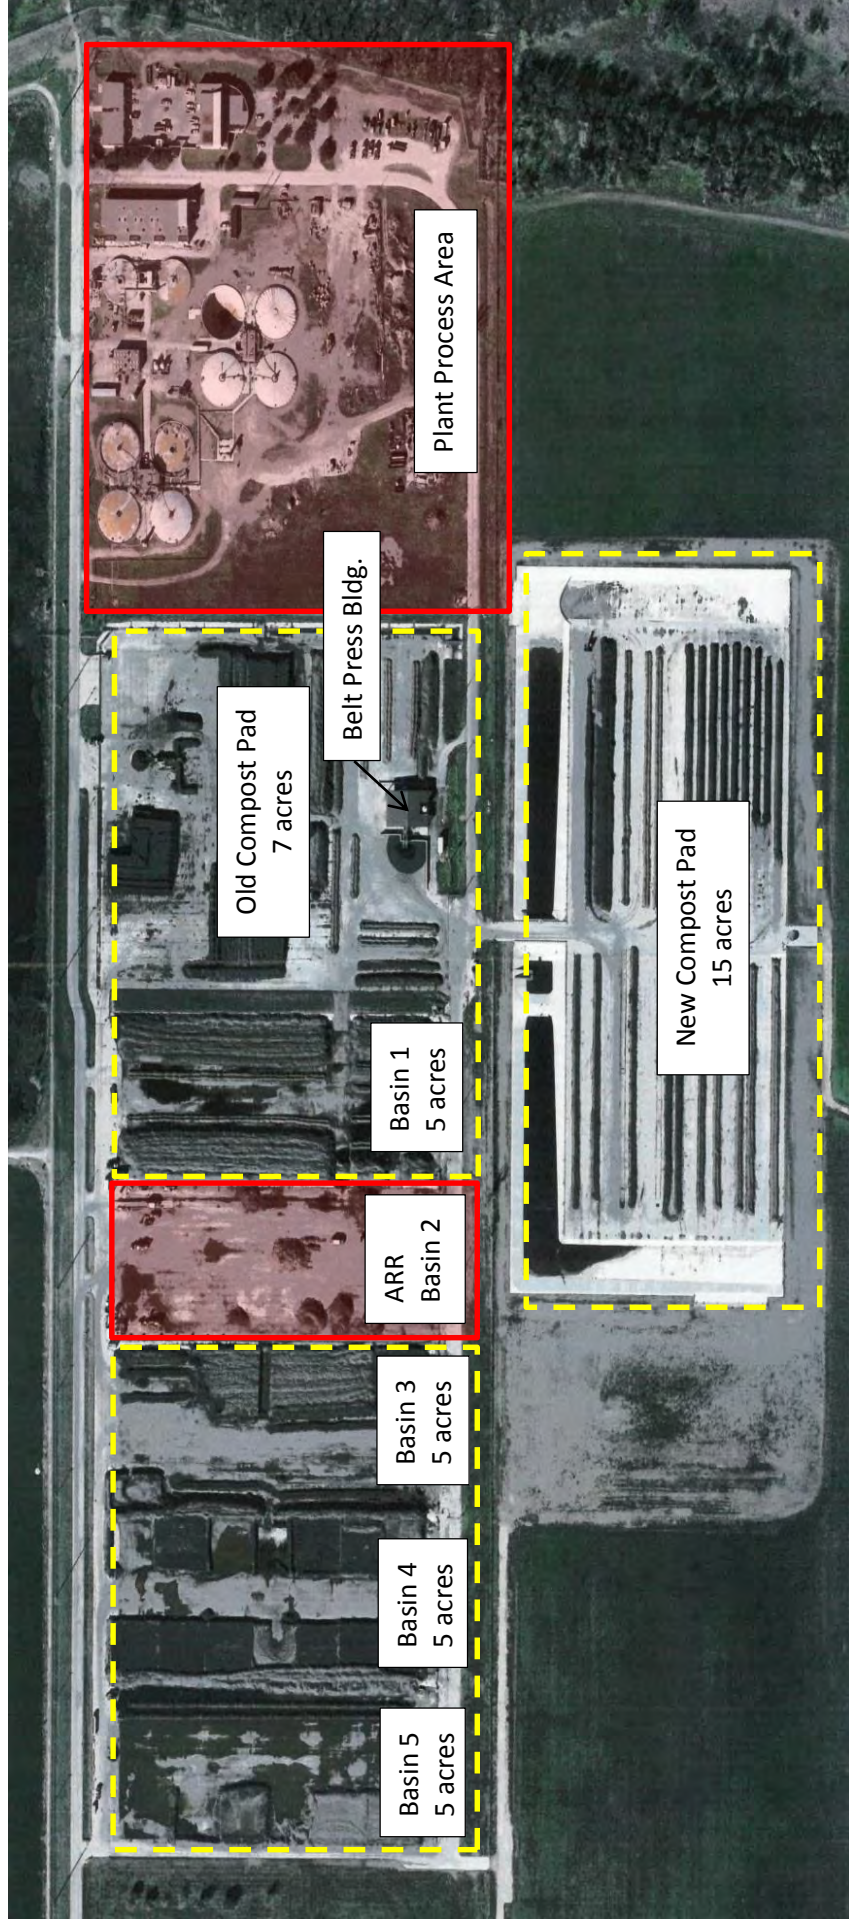 Plant Process Area
Belt Press Bldg.
Old Compost Pad
7 acres
New Compost Pad
15 acres
Basin 1
5 acres
ARR
Basin 2
Basin 3
5 acres
Basin 4
5 acres
Basin 5
5 acres